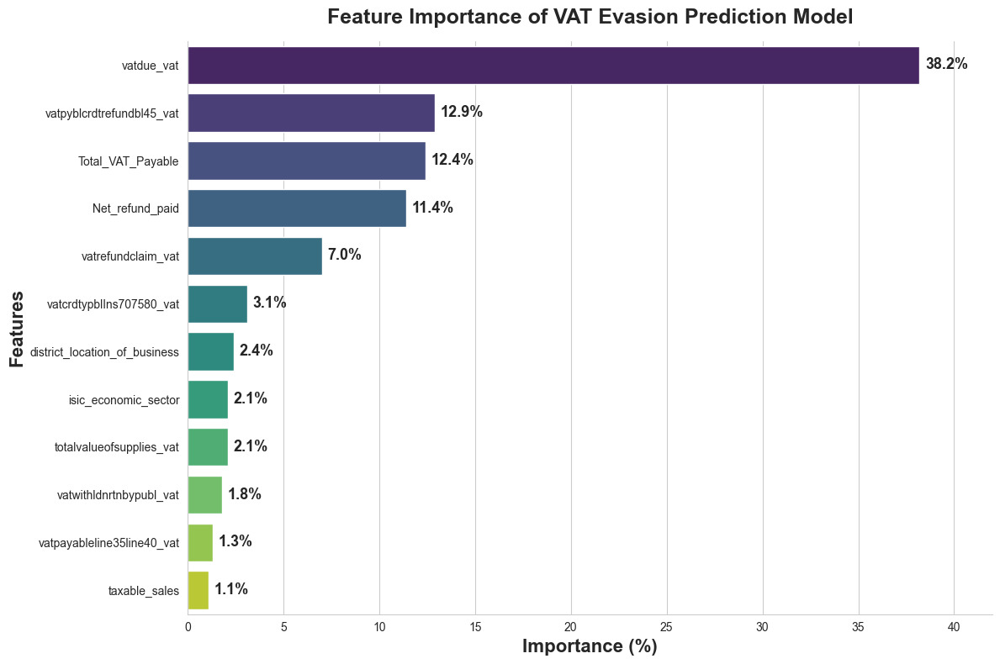 Feature Importance of VAT Evasion Prediction Model
Features
vatdue_vat 38.2%
vatpyblcrdtrefundbl45_vat 12.9%
Total_VAT_Payable 12.4%
Net_refund_paid 11.4%
vatrefundclaim_vat 7.0%
vatcrdtypbllns707580_vat 3.1%
district_location_of_business 2.4%
isic_economic_sector 2.1%
totalvalueofsupplies_vat 2.1%
vatwithldnrtnbypubl_vat 1.8%
vatpayableline35line40_vat 1.3%
taxable_sales 1.1%
0 5 10 15 20 25 30 35 40
Importance (%)